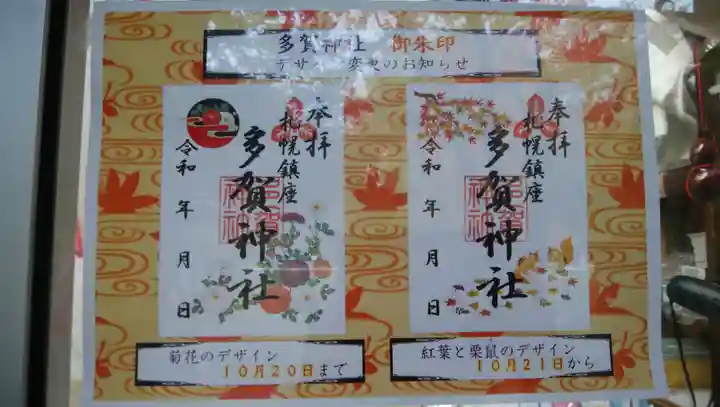 多賀神社 御朱印
デザイン変更のお知らせ
奉拝
札幌鎮座
多賀神社
令和 年 月 日
奉拝
札幌鎮座
多賀神社
令和 年 月 日
菊花のデザイン
10月20日まで
紅葉と栗鼠のデザイン
10月21日から